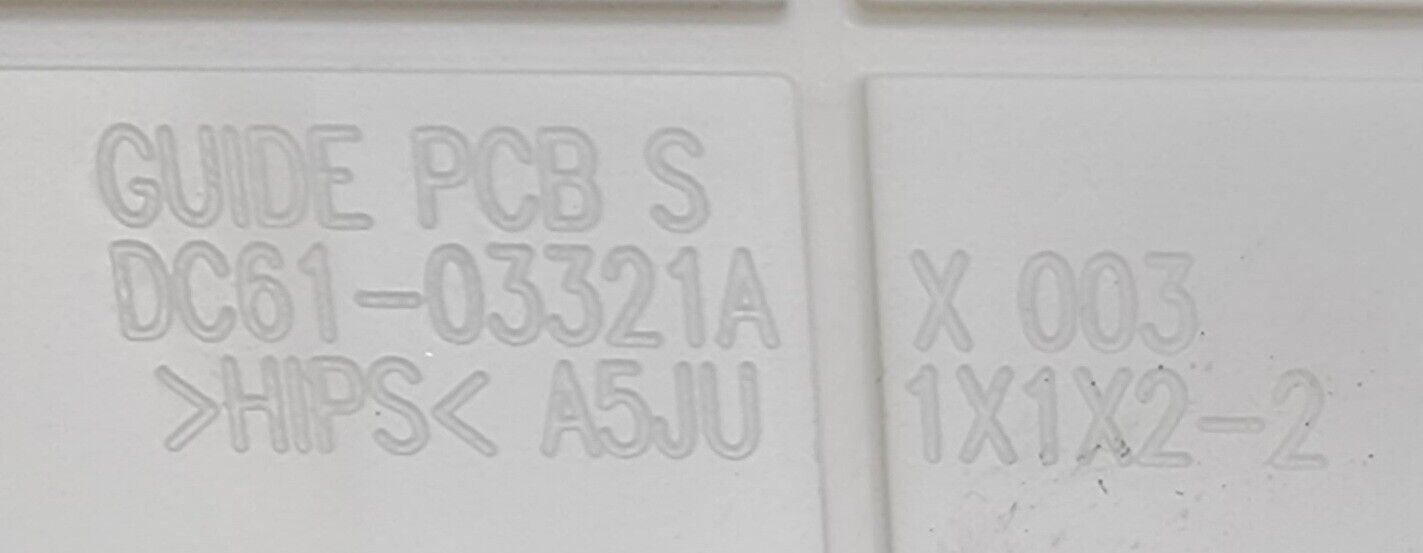 GUIDE PCB S
DC61-03321A X 003
>HIPS< A5JU 1X1X2-2